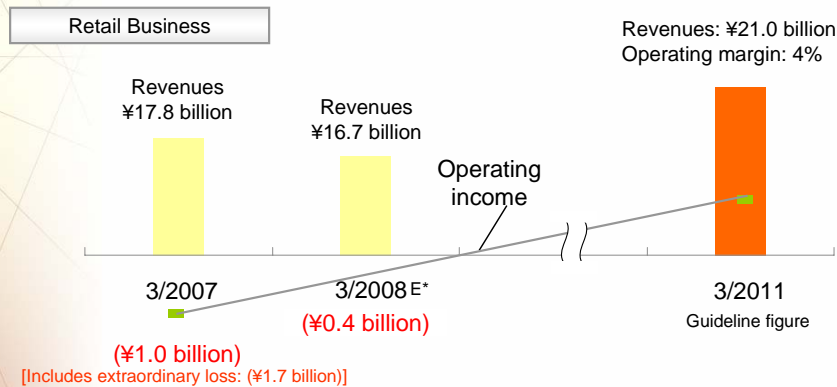 Retail Business
Revenues: ¥21.0 billion
Operating margin: 4%
Revenues
¥17.8 billion
Revenues
¥16.7 billion
Operating
income
3/2007
3/2008 E*
3/2011
Guideline figure
(¥0.4 billion)
(¥1.0 billion)
[Includes extraordinary loss: (¥1.7 billion)]